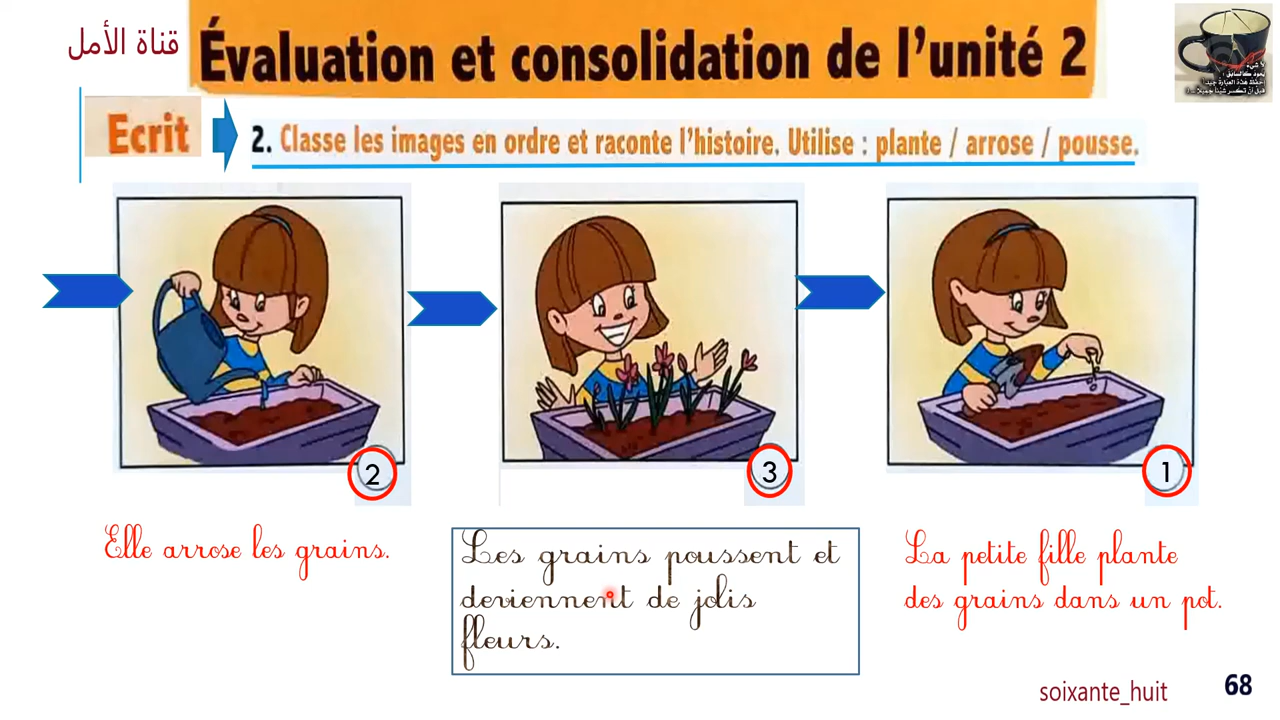 قناة الأمل
Évaluation et consolidation de l’unité 2
Ecrit
2. Classe les images en ordre et raconte l’histoire. Utilise : plante / arrose / pousse.
2
3
1
Elle arrose les grains.
Les grains poussent et
deviennent de jolis
fleurs.
La petite fille plante
des grains dans un pot.
soixante_huit
68